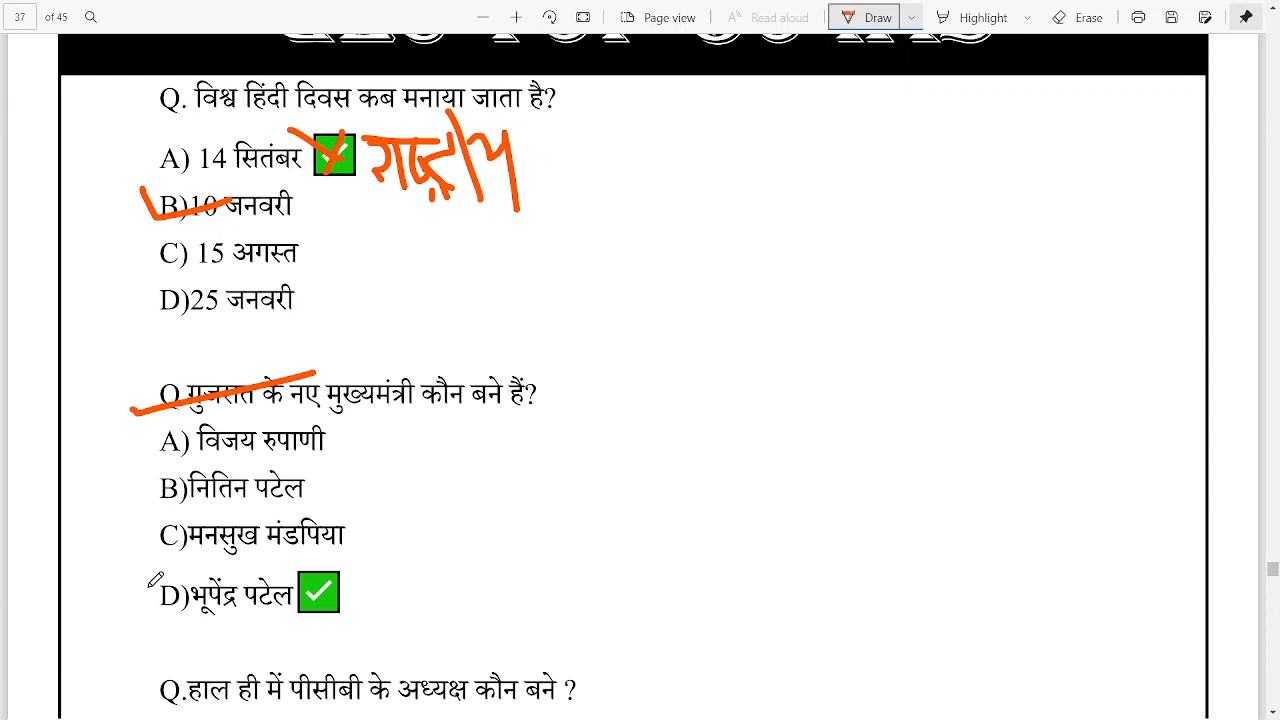 37 of 45 Page view Read aloud Draw Highlight Erase
Q. विश्व हिंदी दिवस कब मनाया जाता है?
A) 14 सितंबर राष्ट्रीय
B)10 जनवरी
C) 15 अगस्त
D)25 जनवरी
Q गुजरात के नए मुख्यमंत्री कौन बने हैं?
A) विजय रुपाणी
B)नितिन पटेल
C)मनसुख मंडपिया
D)भूपेंद्र पटेल
Q.हाल ही में पीसीबी के अध्यक्ष कौन बने ?